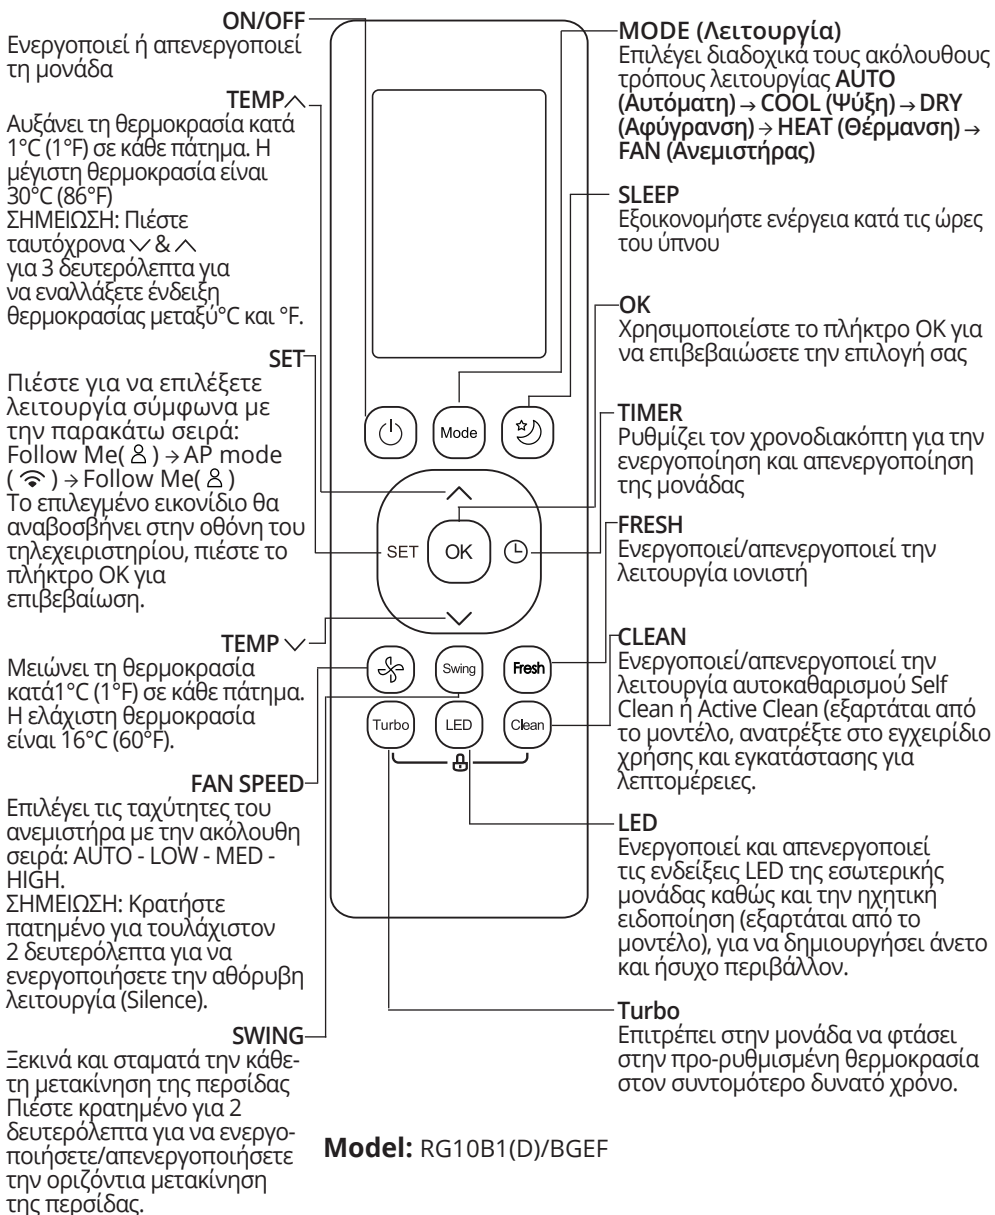 ON/OFF
Ενεργοποιεί ή απενεργοποιεί
τη μονάδα
TEMP
Αυξάνει τη θερμοκρασία κατά
1°C (1°F) σε κάθε πάτημα. Η
μέγιστη θερμοκρασία είναι
30°C (86°F)
ΣΗΜΕΙΩΣΗ: Πιέστε
ταυτόχρονα & 
για 3 δευτερόλεπτα για
να εναλλάξετε ένδειξη
θερμοκρασίας μεταξύ°C και °F.
SET
Πιέστε για να επιλέξετε
λειτουργία σύμφωνα με
την παρακάτω σειρά:
Follow Me( ) → AP mode
( ) → Follow Me( )
Το επιλεγμένο εικονίδιο θα
αναβοσβήνει στην οθόνη του
τηλεχειριστηρίου, πιέστε το
πλήκτρο OK για
επιβεβαίωση.
TEMP
Μειώνει τη θερμοκρασία
κατά1°C (1°F) σε κάθε πάτημα.
Η ελάχιστη θερμοκρασία
είναι 16°C (60°F).
FAN SPEED
Επιλέγει τις ταχύτητες του
ανεμιστήρα με την ακόλουθη
σειρά: AUTO - LOW - MED -
HIGH.
ΣΗΜΕΙΩΣΗ: Κρατήστε
πατημένο για τουλάχιστον
2 δευτερόλεπτα για να
ενεργοποιήσετε την αθόρυβη
λειτουργία (Silence).
SWING
Ξεκινά και σταματά την κάθε-
τη μετακίνηση της περσίδας
Πιέστε κρατημένο για 2
δευτερόλεπτα για να ενεργο-
ποιήσετε/απενεργοποιήσετε
την οριζόντια μετακίνηση
της περσίδας.
Mode
SET
OK
Swing
Fresh
Turbo
LED
Clean
MODE (Λειτουργία)
Επιλέγει διαδοχικά τους ακόλουθους
τρόπους λειτουργίας AUTO
(Αυτόματη) → COOL (Ψύξη) → DRY
(Αφύγρανση) → HEAT (Θέρμανση) →
FAN (Ανεμιστήρας)
SLEEP
Εξοικονομήστε ενέργεια κατά τις ώρες
του ύπνου
OK
Χρησιμοποιείστε το πλήκτρο OK για
να επιβεβαιώσετε την επιλογή σας
TIMER
Ρυθμίζει τον χρονοδιακόπτη για την
ενεργοποίηση και απενεργοποίηση
της μονάδας
FRESH
Ενεργοποιεί/απενεργοποιεί την
λειτουργία ιονιστή
CLEAN
Ενεργοποιεί/απενεργοποιεί την
λειτουργία αυτοκαθαρισμού Self
Clean ή Active Clean (εξαρτάται από
το μοντέλο, ανατρέξτε στο εγχειρίδιο
χρήσης και εγκατάστασης για
λεπτομέρειες.
LED
Ενεργοποιεί και απενεργοποιεί
τις ενδείξεις LED της εσωτερικής
μονάδας καθώς και την ηχητική
ειδοποίηση (εξαρτάται από το
μοντέλο), για να δημιουργήσει άνετο
και ήσυχο περιβάλλον.
Turbo
Επιτρέπει στην μονάδα να φτάσει
στην προ-ρυθμισμένη θερμοκρασία
στον συντομότερο δυνατό χρόνο.
Model: RG10B1(D)/BGEF